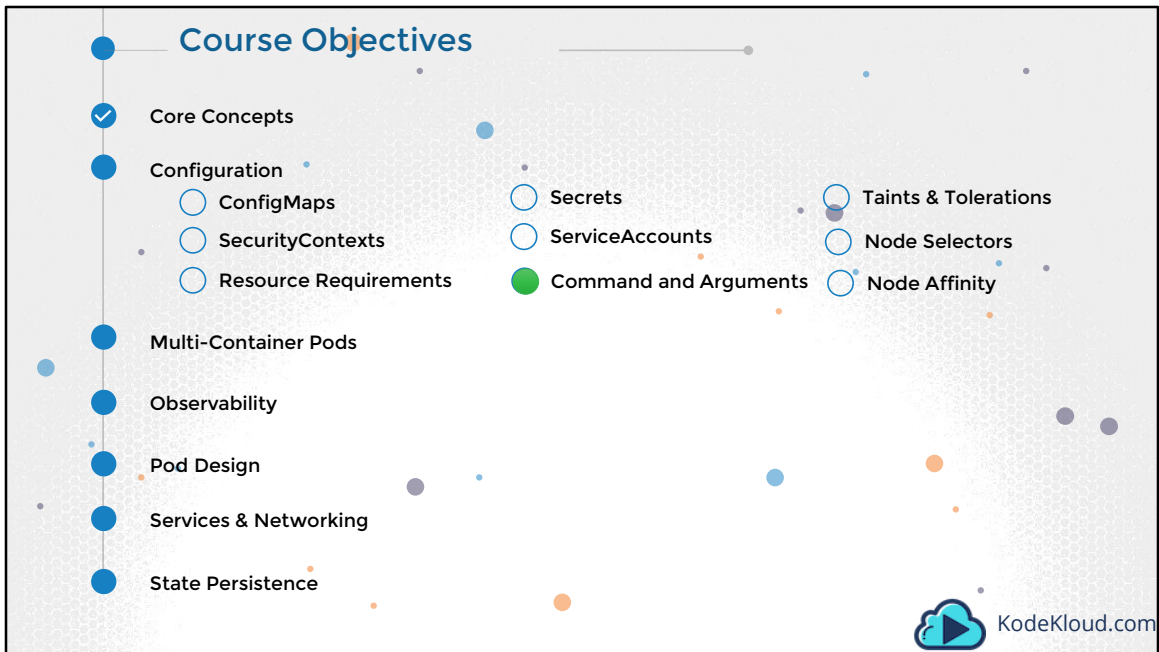 Course Objectives
Core Concepts
Configuration
ConfigMaps
Secrets
Taints & Tolerations
SecurityContexts
ServiceAccounts
Node Selectors
Resource Requirements
Command and Arguments
Node Affinity
Multi-Container Pods
Observability
Pod Design
Services & Networking
State Persistence
KodeKloud.com